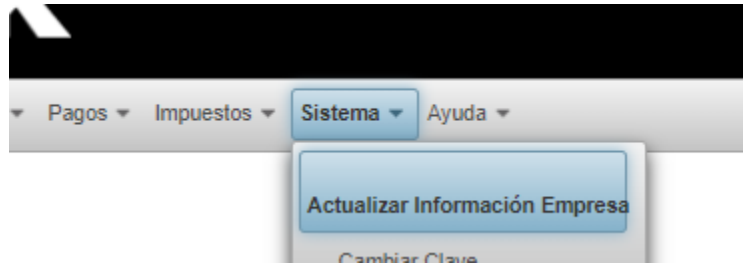 Pagos Impuestos Sistema Ayuda
Actualizar Información Empresa
Cambiar Clave